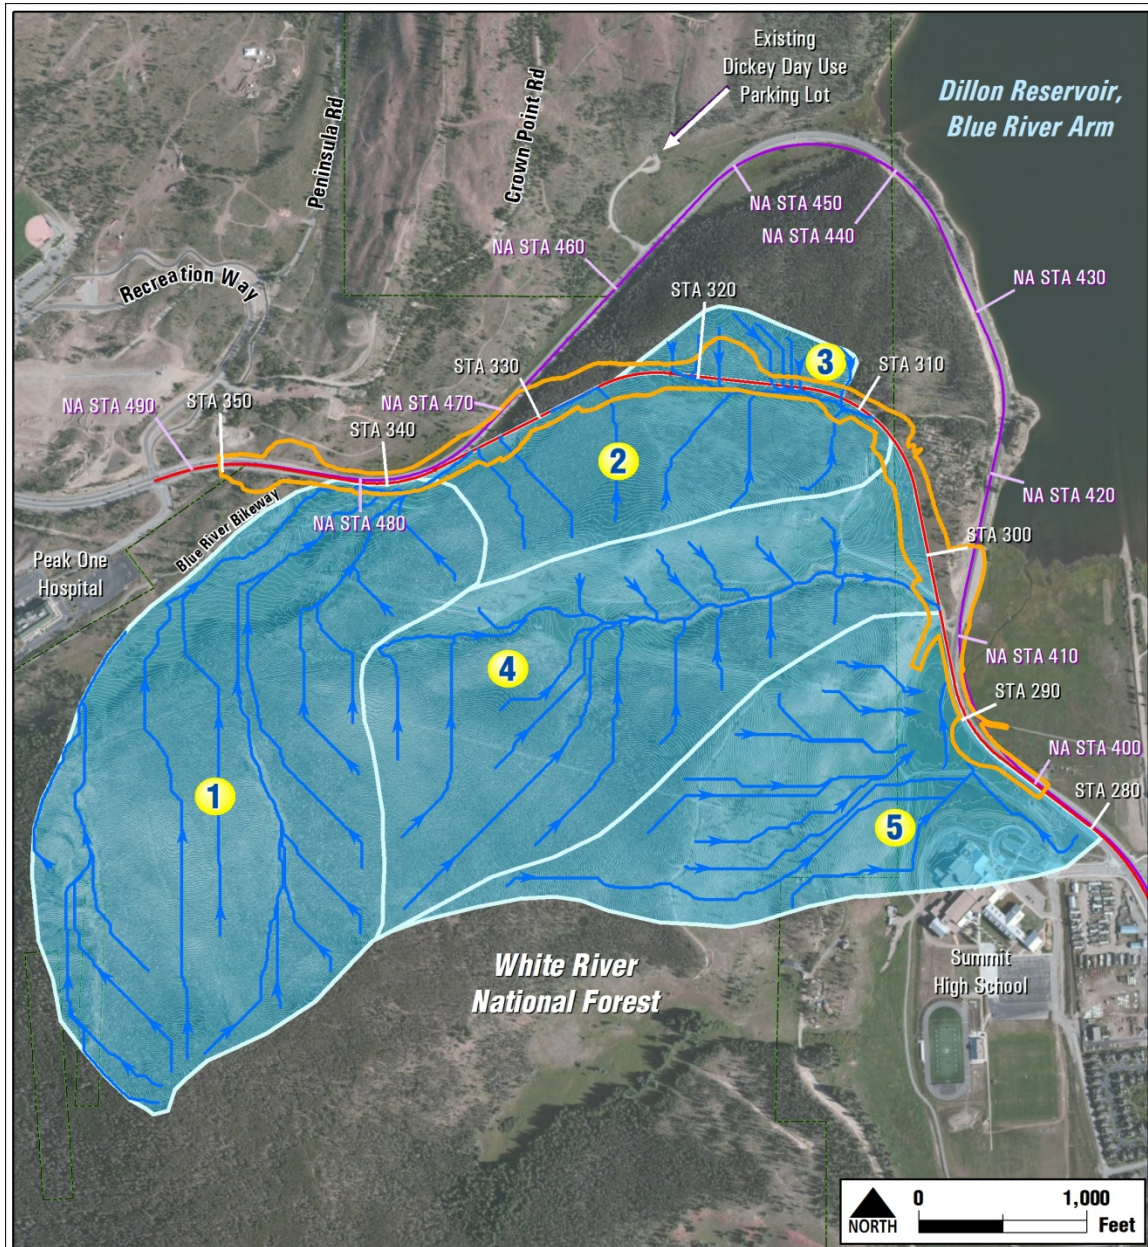 Existing
Dickey Day Use
Parking Lot
Dillon Reservoir,
Blue River Arm
Peninsula Rd
Crown Point Rd
NA STA 450
NA STA 440
NA STA 460
NA STA 430
Recreation Way
STA 320
3
STA 330
STA 310
NA STA 490
STA 350
NA STA 470
STA 340
2
NA STA 420
NA STA 480
Blue River Bikeway
STA 300
Peak One
Hospital
4
NA STA 410
STA 290
NA STA 400
1
STA 280
5
White River
National Forest
Summit
High School
0 1,000
Feet
NORTH